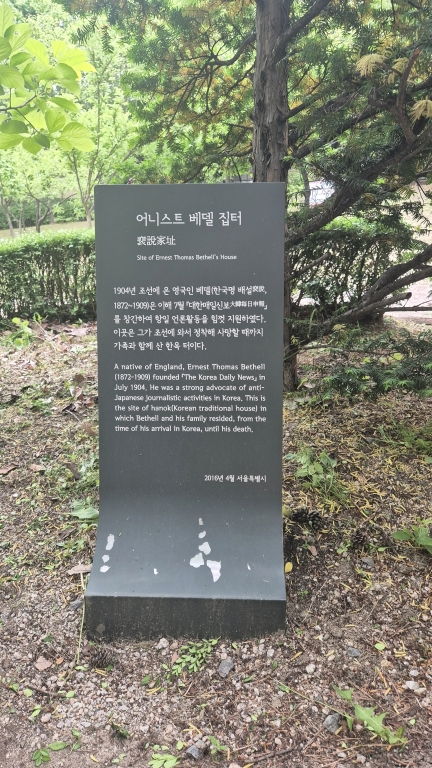 어니스트 베델 집터
裵說家址
Site of Ernest Thomas Bethell's House
1904년 조선에 온 영국인 베델(한국명 배설裵說,
1872~1909)은 이해 7월 『대한매일신보大韓每日申報』
를 창간하여 항일 언론활동을 힘껏 지원하였다.
이곳은 그가 조선에 와서 정착해 사망할 때까지
가족과 함께 산 한옥 터이다.
A native of England, Ernest Thomas Bethell
(1872~1909) founded 『The Korea Daily News』 in
July 1904. He was a strong advocate of anti-
Japanese journalistic activities in Korea. This is
the site of hanok(Korean traditional house) in
which Bethell and his family resided, from the
time of his arrival in Korea, until his death.
2016년 4월 서울특별시